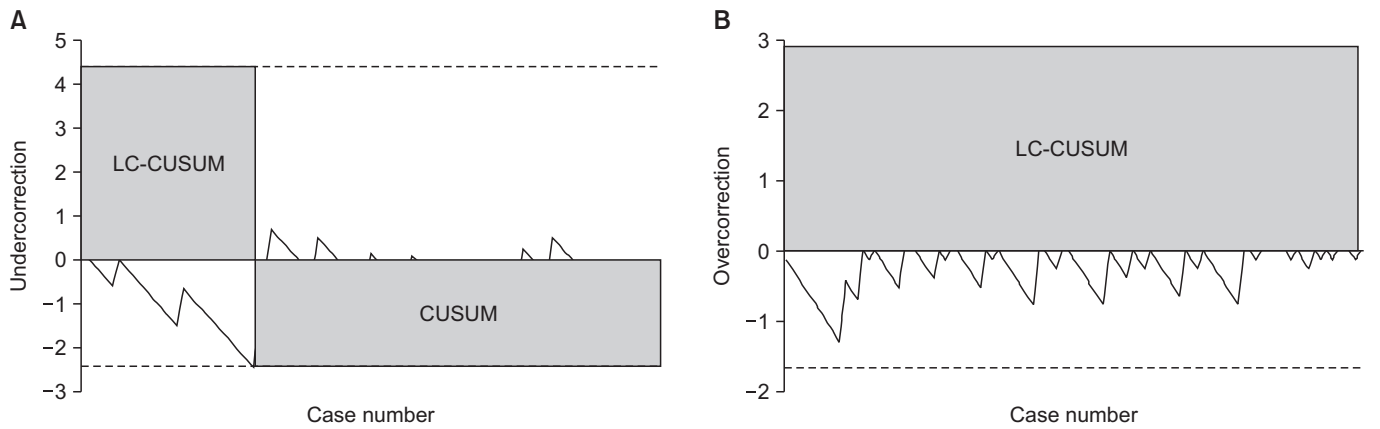 A
5
4
3
2
1
0
−1
−2
−3
Undercorrection
LC-CUSUM
CUSUM
Case number
B
3
2
1
0
−1
−2
Overcorrection
LC-CUSUM
Case number